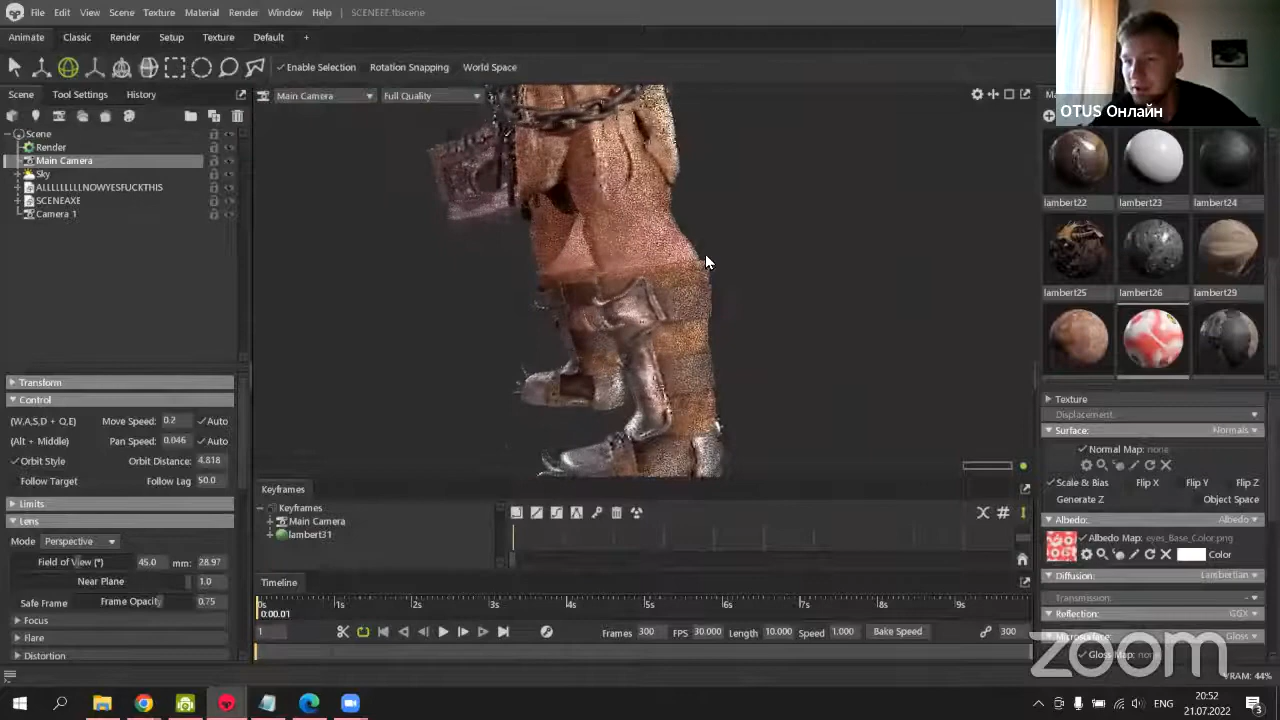 File Edit View Scene Texture Material Render Window Help SCENEEE.tbscene
Animate Classic Render Setup Texture Default +
Enable Selection Rotation Snapping World Space
Scene Tool Settings History
Main Camera Full Quality
OTUS Онлайн
Scene
Render
Main Camera
Sky
ALLLLLLLLNOWYESFUCKTHIS
SCENEAXE
Camera 1
lambert22 lambert23 lambert24
lambert25 lambert26 lambert29
Transform
Control
(W,A,S,D + Q,E) Move Speed: 0.2 Auto
(Alt + Middle) Pan Speed: 0.046 Auto
Orbit Style Orbit Distance: 4.818
Follow Target Follow Lag 50.0
Limits
Lens
Mode Perspective
Field of View (°) 45.0 mm: 28.97
Near Plane 1.0
Safe Frame Frame Opacity 0.75
Focus
Flare
Distortion
Keyframes
Keyframes
Main Camera
lambert31
Timeline
0s 1s 2s 3s 4s 5s 6s 7s 8s 9s
0:00.01
1 Frames 300 FPS 30.000 Length 10.000 Speed 1.000 Bake Speed 300
Texture
Displacement:
Surface: Normals
Normal Map: none
Scale & Bias Flip X Flip Y Flip Z
Generate Z Object Space
Albedo: Albedo
Albedo Map: eyes_Base_Color.png
Color
Diffusion: Lambertian
Transmission:
Reflection: GGX
Microsurface: Gloss
Gloss Map: none
zoom
VRAM: 44%
ENG
20:52
21.07.2022
3